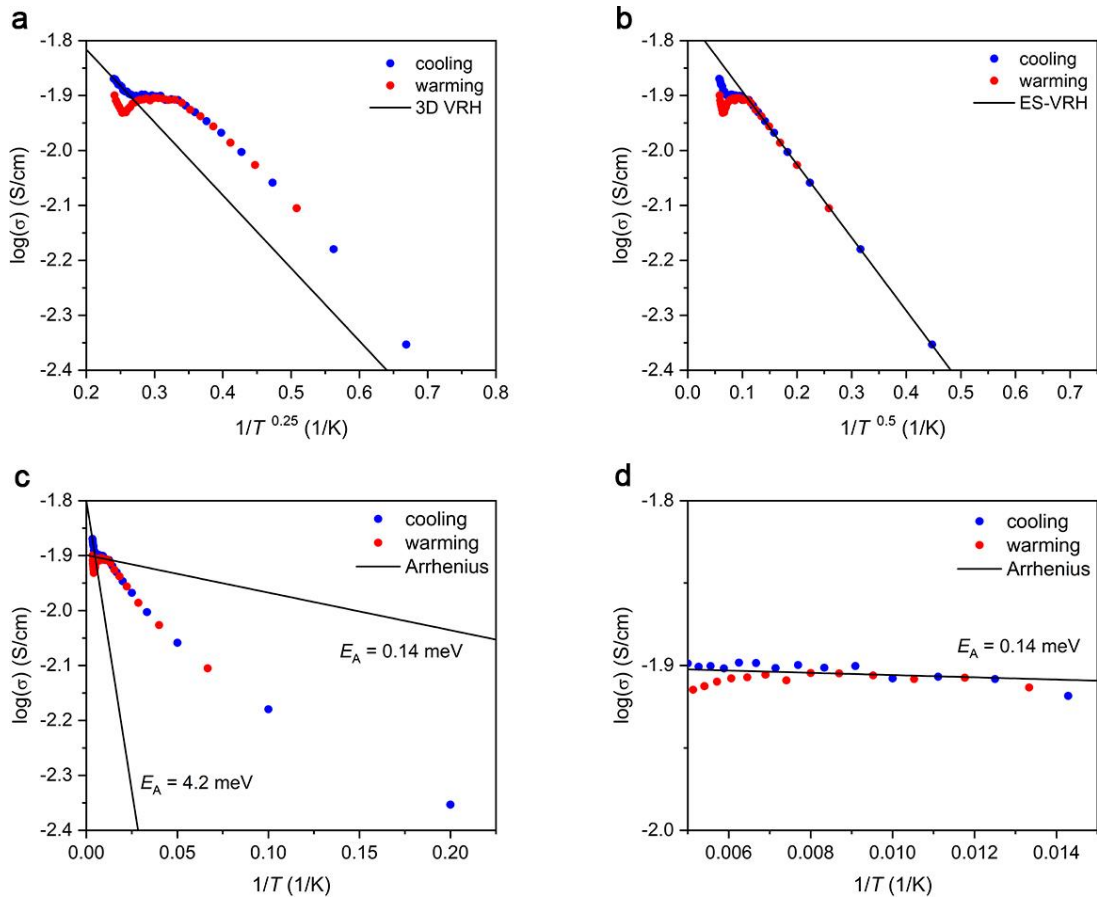 a
-1.8
-1.9
-2.0
-2.1
-2.2
-2.3
-2.4
log(σ) (S/cm)
cooling
warming
3D VRH
0.2 0.3 0.4 0.5 0.6 0.7 0.8
1/T 0.25 (1/K)
b
-1.8
-1.9
-2.0
-2.1
-2.2
-2.3
-2.4
log(σ) (S/cm)
cooling
warming
ES-VRH
0.0 0.1 0.2 0.3 0.4 0.5 0.6 0.7
1/T 0.5 (1/K)
c
-1.8
-1.9
-2.0
-2.1
-2.2
-2.3
-2.4
log(σ) (S/cm)
cooling
warming
Arrhenius
EA = 0.14 meV
EA = 4.2 meV
0.00 0.05 0.10 0.15 0.20
1/T (1/K)
d
-1.8
-1.9
-2.0
log(σ) (S/cm)
cooling
warming
Arrhenius
EA = 0.14 meV
0.006 0.008 0.010 0.012 0.014
1/T (1/K)